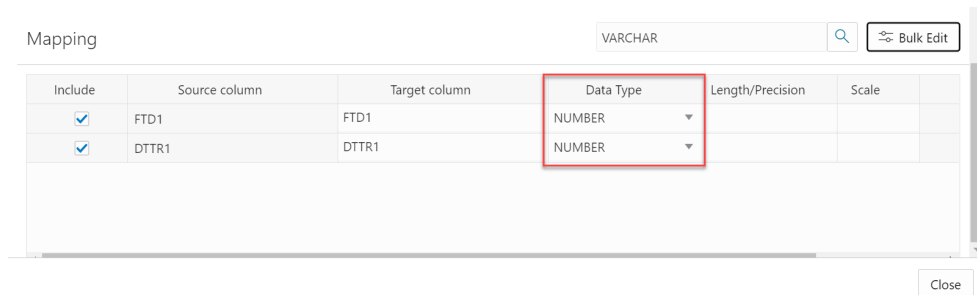 Mapping
VARCHAR
Bulk Edit
Include Source column Target column Data Type Length/Precision Scale
FTD1 FTD1 NUMBER
DTTR1 DTTR1 NUMBER
Close